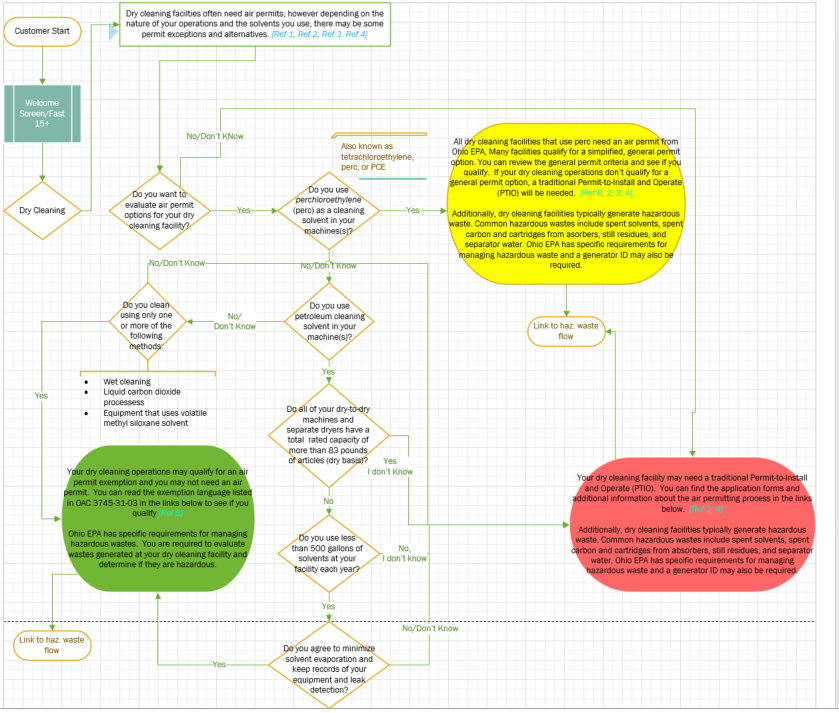 Customer Start
Dry cleaning facilties often need air permits, however depending on the
nature of your operations and the solvents you use, there may be some
permit exceptions and alternatives. (Ref 1, Ref 2, Ref 3. Ref 4)
Welcome
Screen/Fast
15+
Dry Cleaning
No/Don't KNow
Do you want to
evaluate air permit
options for your dry
cleaning facility?
Yes
Also known as
tetrachloroethylene,
perc, or PCE
Do you use
perchloroethylene
(perc) as a cleaning
solvent in your
machines(s)?
Yes
All dry cleaning facilities that use perc need an air permit from
Ohio EPA, Many facilities qualify for a simplified, general permit
option. You can review the general permit criteria and see if you
qualify. If your dry cleaning operations don't qualify for a
general permit option, a traditional Permit-to-Install and Operate
(PTIO) will be needed. (Ref 6, 2, 3, 4)
Additionally, dry cleaning facilities typically generate hazardous
waste. Common hazardous wastes include spent solvents, spent
carbon and cartridges from asorbers, still residues, and
separator water. Ohio EPA has specific requirements for
managing hazardous waste and a generator ID may also be
required.
Link to haz. waste
flow
No/Don't Know
No/Don't Know
Do you clean
using only one
or more of the
following
methods:
No/
Don't Know
Do you use
petroleum cleaning
solvent in your
machine(s)?
Yes
Wet cleaning
Liquid carbon dioxide
processess
Equipment that uses volatile
methyl siloxane solvent
Yes
Do all of your dry-to-dry
machines and
separate dryers have a
total rated capacity of
more than 83 pounds
of articles (dry basis)?
Yes
I don't Know
No
Your dry cleaning operations may qualify for an air
permit exemption and you may not need an air
permit. You can read the exemption language listed
in OAC 3745-31-03 in the links below to see if you
qualify
Ohio EPA has specific requirements for managing
hazardous wastes. You are required to evaluate
wastes generated at your dry cleaning facility and
determine if they are hazardous.
Do you use less
than 500 gallons of
solvents at your
facility each year?
No,
I don't know
Yes
Your dry cleaning facility may need a traditional Permit-to-Install
and Operate (PTIO). You can find the application forms and
additional information about the air permitting process in the links
below.
Additionally, dry cleaning facilities typically generate hazardous
waste. Common hazardous wastes include spent solvents, spent
carbon and cartridges from absorbers, still residues, and separator
water. Ohio EPA has specific requirements for managing
hazardous waste and a generator ID may also be required.
Link to haz. waste
flow
Yes
Do you agree to minimize
solvent evaporation and
keep records of your
equipment and leak
detection?
No/Don't Know